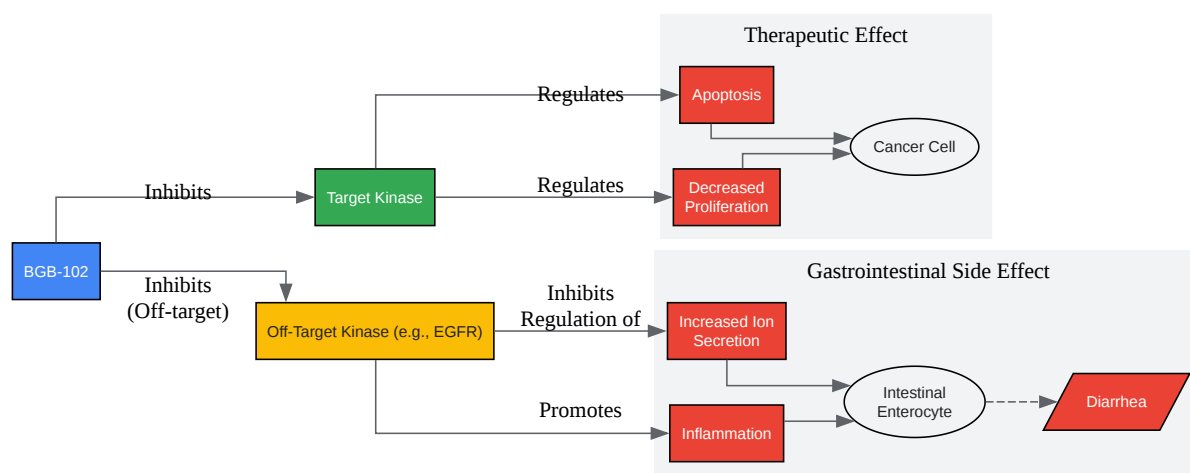 Therapeutic Effect
Regulates
Apoptosis
Cancer Cell
Inhibits
Target Kinase
Regulates
Decreased
Proliferation
BGB-102
Inhibits
(Off-target)
Gastrointestinal Side Effect
Off-Target Kinase (e.g., EGFR)
Inhibits
Regulation of
Increased Ion
Secretion
Intestinal
Enterocyte
Diarrhea
Promotes
Inflammation